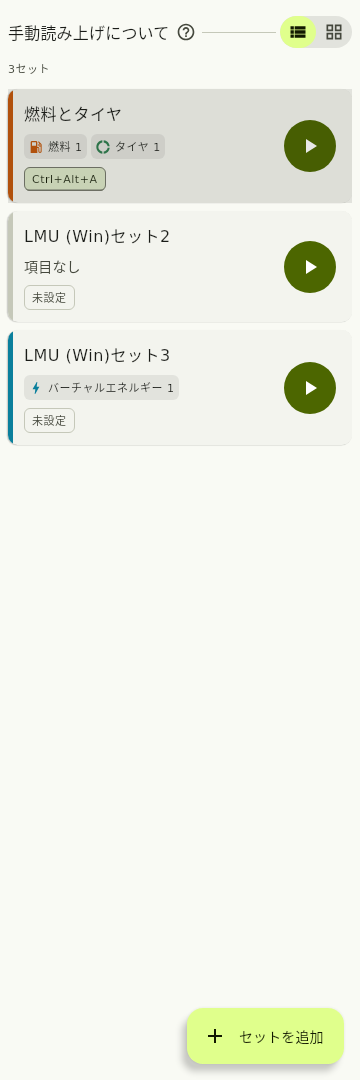 手動読み上げについて
3セット
燃料とタイヤ
燃料 1 タイヤ 1
Ctrl+Alt+A
LMU (Win)セット2
項目なし
未設定
LMU (Win)セット3
バーチャルエネルギー 1
未設定
セットを追加